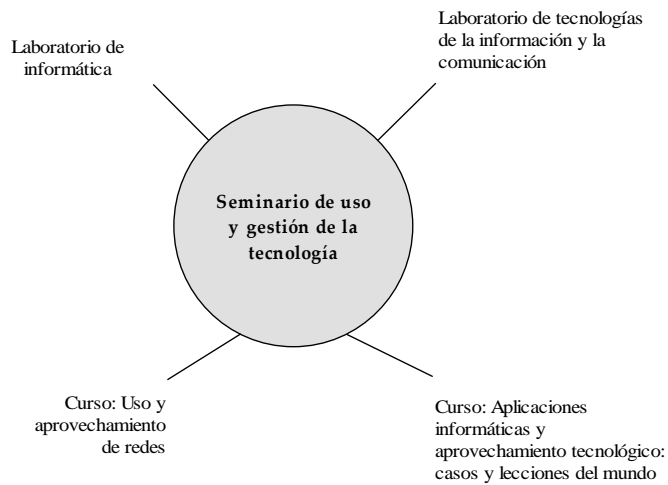 Laboratorio de
informática
Laboratorio de tecnologías
de la información y la
comunicación
Seminario de uso
y gestión de la
tecnología
Curso: Uso y
aprovechamiento
de redes
Curso: Aplicaciones
informáticas y
aprovechamiento tecnológico:
casos y lecciones del mundo